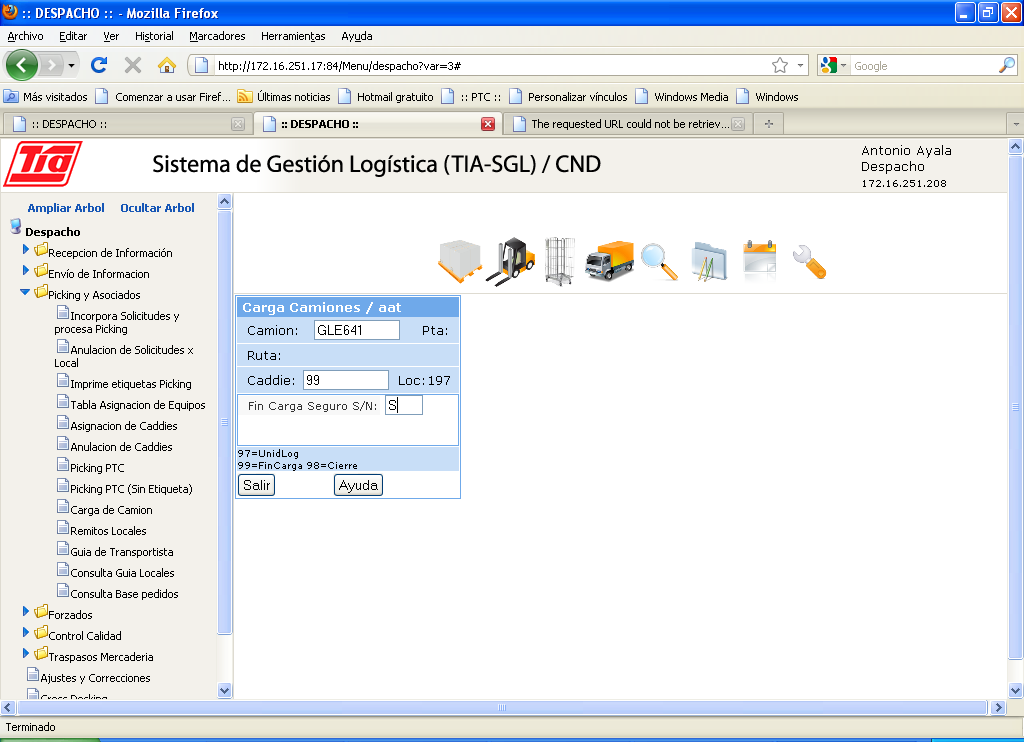 :: DESPACHO :: - Mozilla Firefox
Archivo Editar Ver Historial Marcadores Herramientas Ayuda
http://172.16.251.17:84/Menu/despacho?var=3#
Google
Más visitados Comenzar a usar Firef... Últimas noticias Hotmail gratuito :: PTC :: Personalizar vínculos Windows Media Windows
:: DESPACHO :: :: DESPACHO :: The requested URL could not be retriev...
Tia
Sistema de Gestión Logística (TIA-SGL) / CND
Antonio Ayala
Despacho
172.16.251.208
Ampliar Arbol Ocultar Arbol
Despacho
Recepcion de Información
Envío de Informacion
Picking y Asociados
Incorpora Solicitudes y
procesa Picking
Anulacion de Solicitudes x
Local
Imprime etiquetas Picking
Tabla Asignacion de Equipos
Asignacion de Caddies
Anulacion de Caddies
Picking PTC
Picking PTC (Sin Etiqueta)
Carga de Camion
Remitos Locales
Guia de Transportista
Consulta Guia Locales
Consulta Base pedidos
Forzados
Control Calidad
Traspasos Mercaderia
Ajustes y Correcciones
Cross Docking
Carga Camiones / aat
Camion: GLE641 Pta:
Ruta:
Caddie: 99 Loc: 197
Fin Carga Seguro S/N: S
97=UnidLog
99=FinCarga 98=Cierre
Salir Ayuda
Terminado